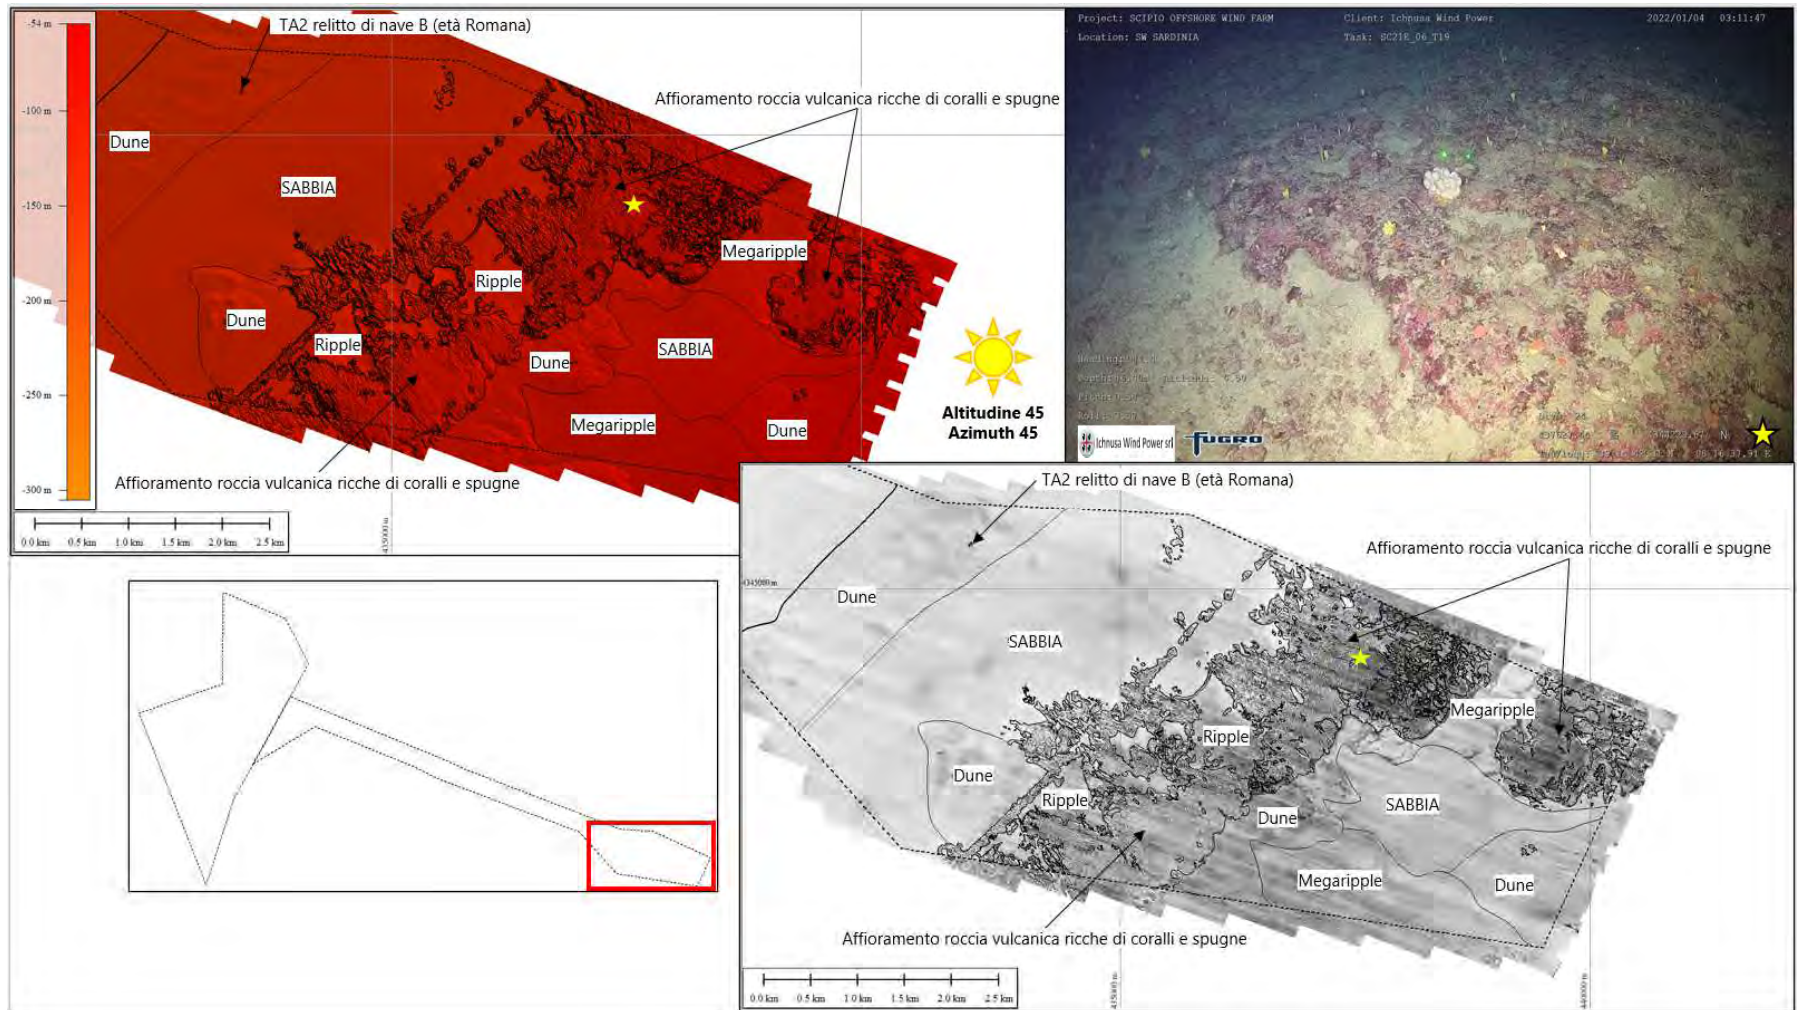 -54 m
-100 m
-150 m
-200 m
-250 m
-300 m
TA2 relitto di nave B (età Romana)
Affioramento roccia vulcanica ricche di coralli e spugne
Dune
SABBIA
Megaripple
Ripple
Dune
Ripple
Dune
SABBIA
Megaripple
Dune
Altitudine 45
Azimuth 45
Affioramento roccia vulcanica ricche di coralli e spugne
0.0 km 0.5 km 1.0 km 1.5 km 2.0 km 2.5 km
435000 m
Project: SCIPIO OFFSHORE WIND FARM Client: Ichnusa Wind Power 2022/01/04 03:11:47
Location: SW SARDINIA Task: SC21E_06_T19
Ichnusa Wind Power srl
FUGRO
TA2 relitto di nave B (età Romana)
Affioramento roccia vulcanica ricche di coralli e spugne
4345000 m
Dune
SABBIA
Megaripple
Ripple
Dune
Ripple
SABBIA
Dune
Megaripple
Dune
Affioramento roccia vulcanica ricche di coralli e spugne
0.0 km 0.5 km 1.0 km 1.5 km 2.0 km 2.5 km
435000 m
440000 m